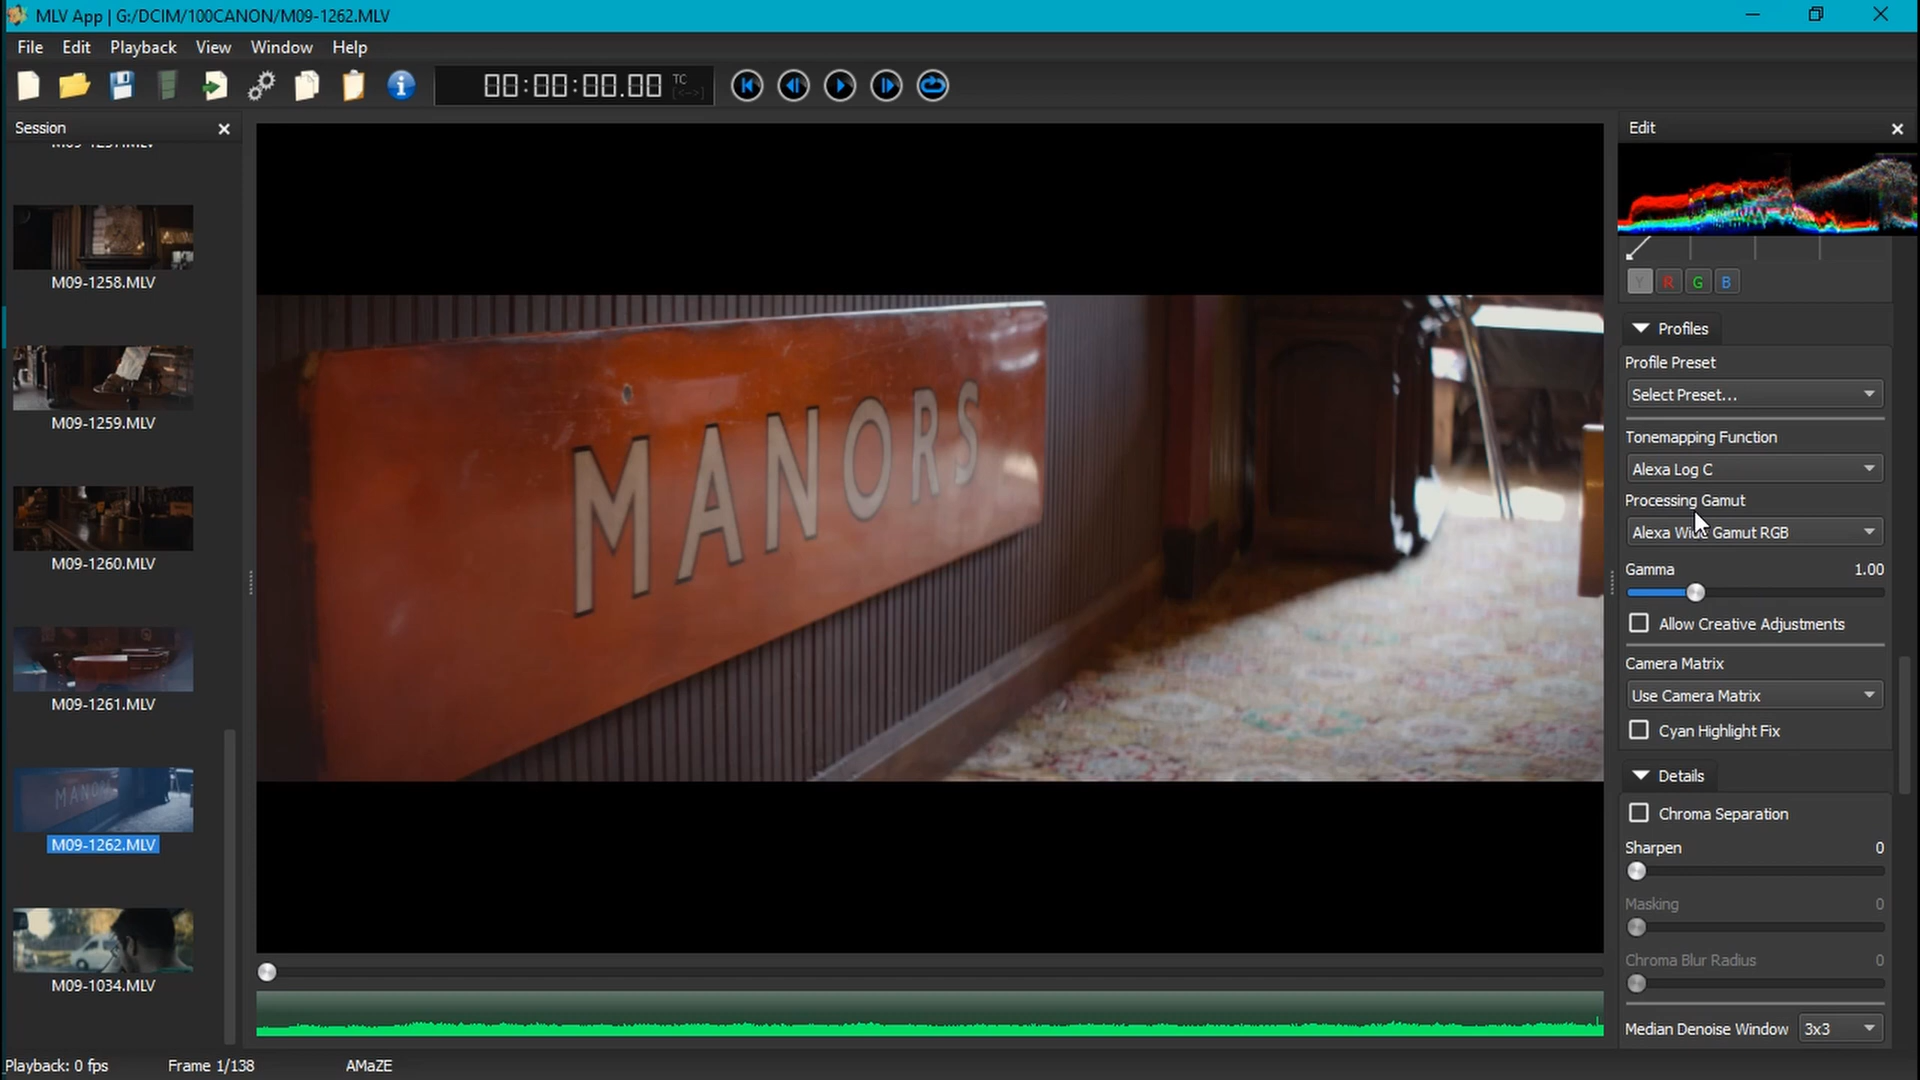 MLV App | G:/DCIM/100CANON/M09-1262.MLV
File Edit Playback View Window Help
00:00:00.00 TC
Session
Edit
M09-1258.MLV
M09-1259.MLV
M09-1260.MLV
M09-1261.MLV
M09-1262.MLV
M09-1034.MLV
MANORS
Y R G B
Profiles
Profile Preset
Select Preset...
Tonemapping Function
Alexa Log C
Processing Gamut
Alexa Wide Gamut RGB
Gamma 1.00
Allow Creative Adjustments
Camera Matrix
Use Camera Matrix
Cyan Highlight Fix
Details
Chroma Separation
Sharpen 0
Masking 0
Chroma Blur Radius 0
Median Denoise Window 3x3
Playback: 0 fps Frame 1/138 AMaZE